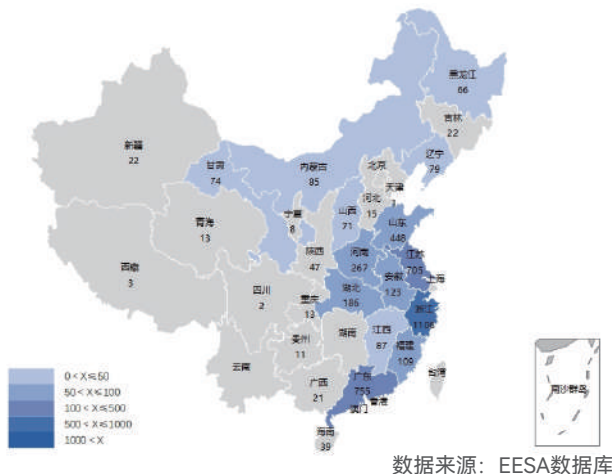 黑龙江
66
吉林
22
新疆
22
辽宁
79
甘肃
74
内蒙古
85
北京
天津
河北
15
宁夏
8
山西
71
青海
13
山东
448
陕西
47
河南
267
江苏
705
西藏
3
安徽
123
上海
湖北
186
四川
2
重庆
13
浙江
1106
贵州
11
湖南
江西
87
福建
109
云南
广西
21
广东
755
台湾
香港
澳门
海南
39
南沙群岛
0 < X ≤ 50
50 < X ≤ 100
100 < X ≤ 500
500 < X ≤ 1000
1000 < X
数据来源：EESA数据库